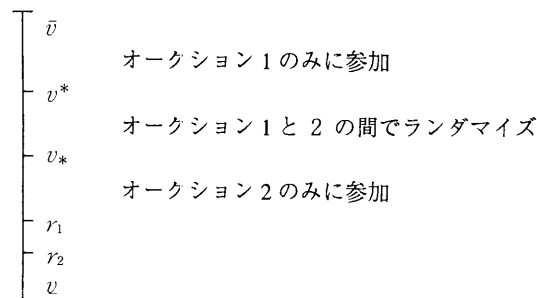 v̄
オークション1のみに参加
v*
オークション1と 2 の間でランダマイズ
v*
オークション2のみに参加
r1
r2
v